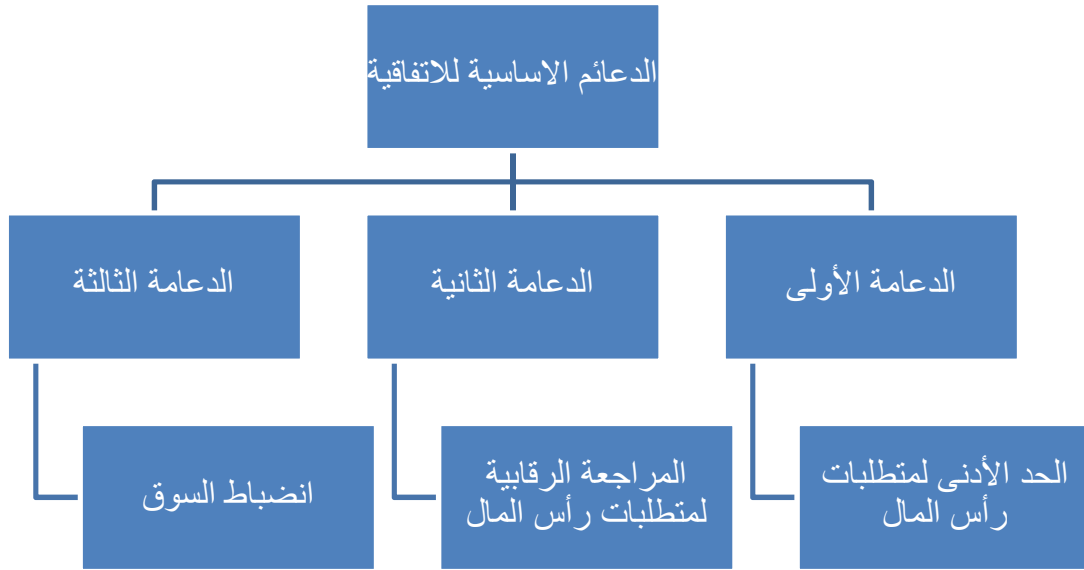 الدعائم الاساسية للاتفاقية
الدعامة الأولى
الدعامة الثانية
الدعامة الثالثة
الحد الأدنى لمتطلبات
رأس المال
المراجعة الرقابية
لمتطلبات رأس المال
انضباط السوق